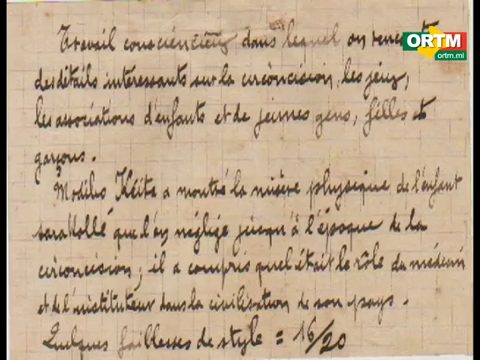 Travail consciencieux dans lequel on rencontre
des détails intéressants sur la circoncision, les jeux,
les associations d'enfants et de jeunes gens, filles et
garçons.
Modibo Kéita a montré la misère physique de l'enfant
que l'on néglige jusqu'à l'époque de la
circoncision; il a compris quel était le rôle du médecin
et de l'instituteur dans la civilisation de son pays.
Quelques faiblesses de style = 16/20
ORTM
ortm.ml